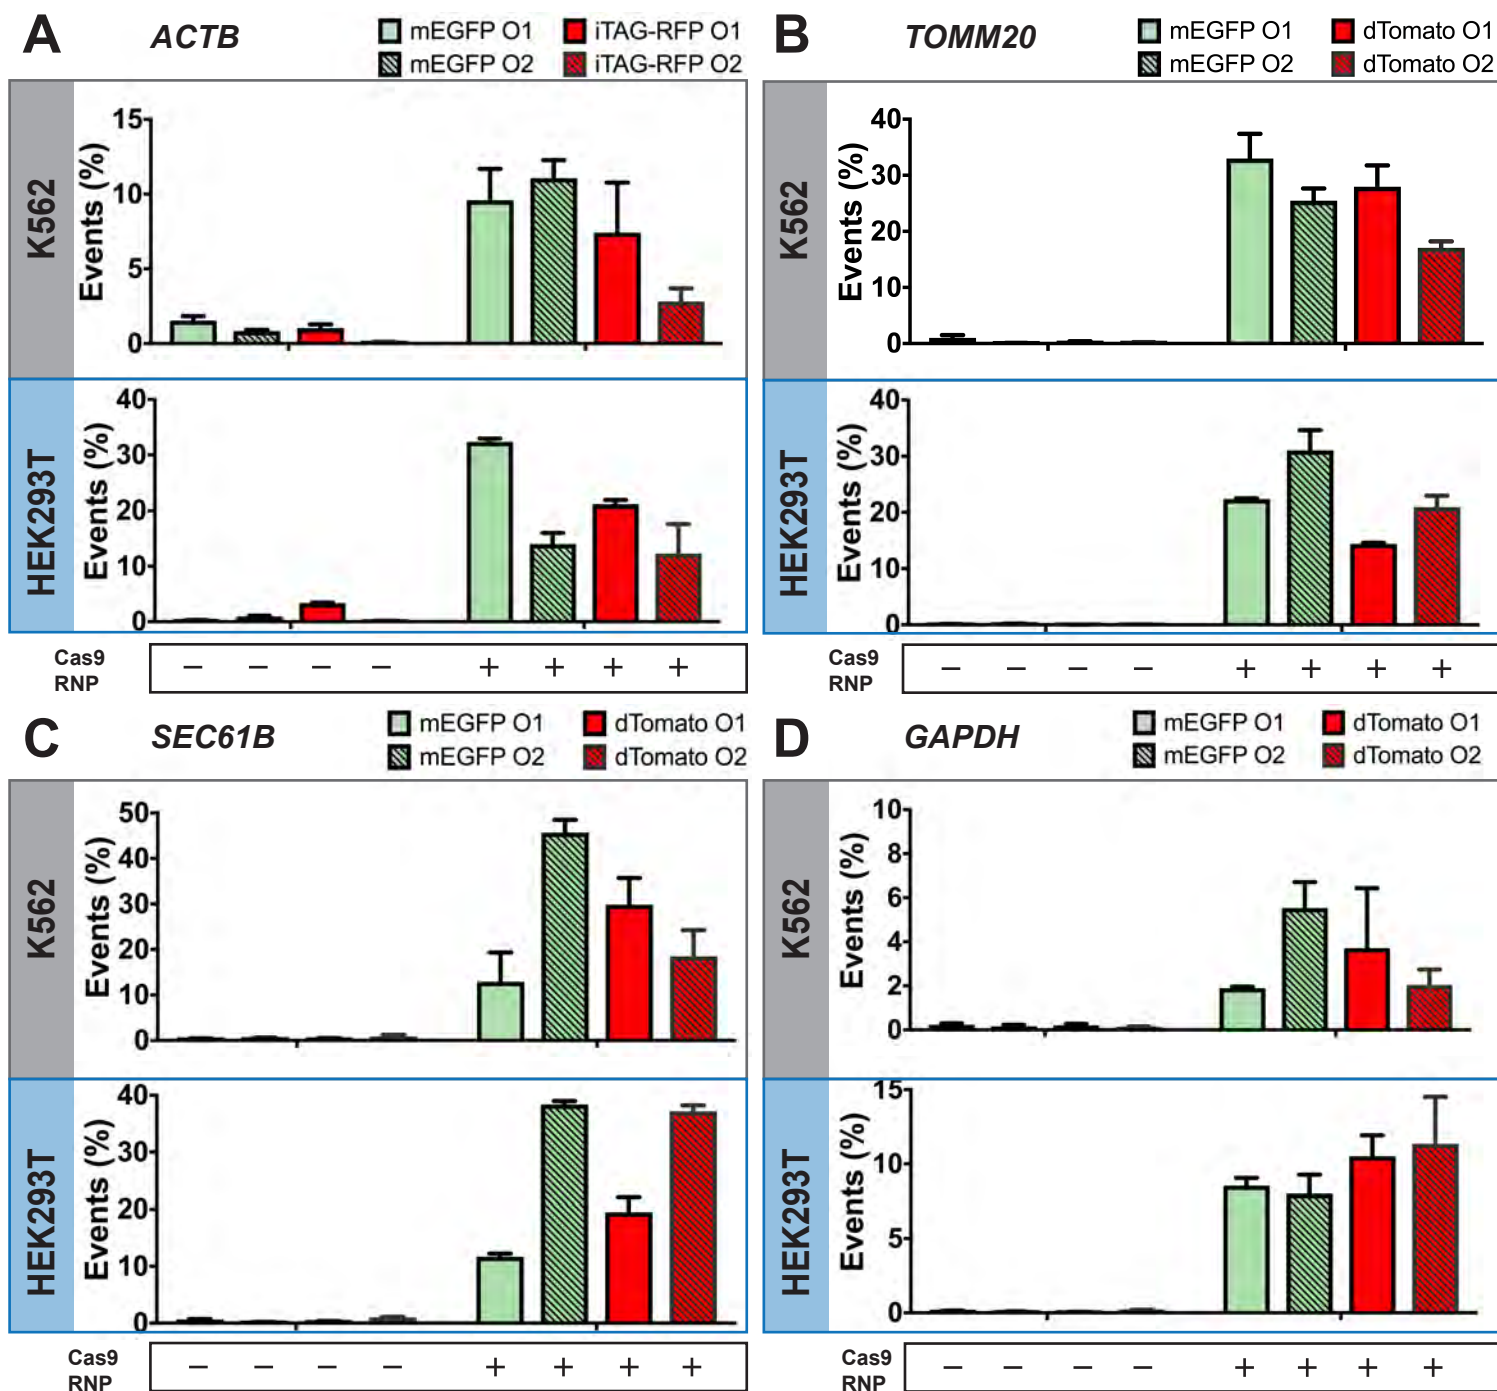 A ACTB mEGFP O1 iTAG-RFP O1
mEGFP O2 iTAG-RFP O2
K562
Events (%)
15
10
5
0
HEK293T
Events (%)
40
30
20
10
0
Cas9 RNP − − − − + + + +
B TOMM20 mEGFP O1 dTomato O1
mEGFP O2 dTomato O2
K562
Events (%)
40
30
20
10
0
HEK293T
Events (%)
40
30
20
10
0
Cas9 RNP − − − − + + + +
C SEC61B mEGFP O1 dTomato O1
mEGFP O2 dTomato O2
K562
Events (%)
50
40
30
20
10
0
HEK293T
Events (%)
40
30
20
10
0
Cas9 RNP − − − − + + + +
D GAPDH mEGFP O1 dTomato O1
mEGFP O2 dTomato O2
K562
Events (%)
10
8
6
4
2
0
HEK293T
Events (%)
15
10
5
0
Cas9 RNP − − − − + + + +